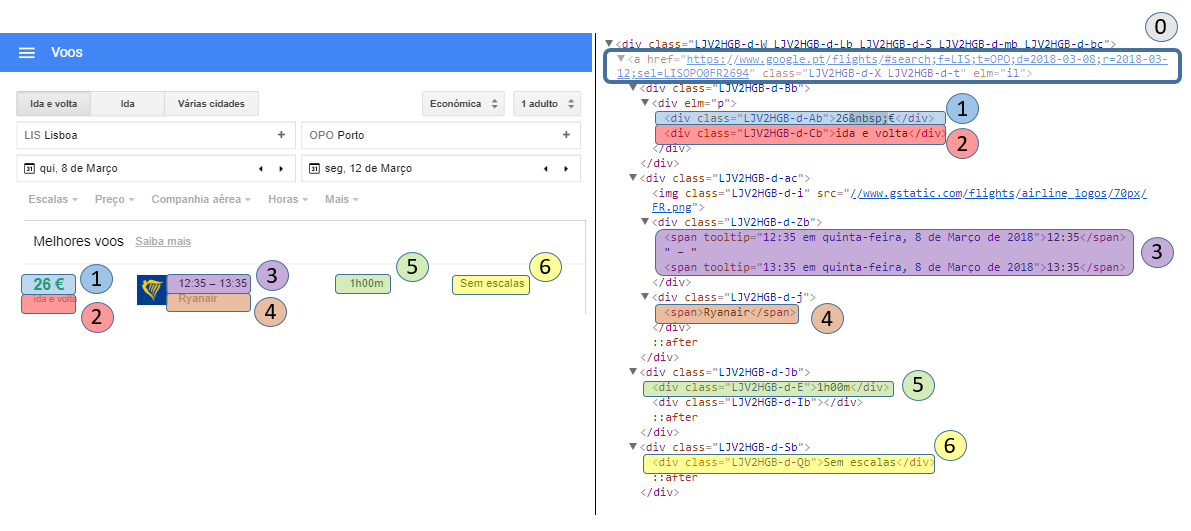 Voos
Ida e volta
Ida
Várias cidades
Económica
1 adulto
LIS Lisboa +
OPO Porto +
31 qui, 8 de Março
31 seg, 12 de Março
Escalas
Preço
Companhia aérea
Horas
Mais
Melhores voos Saiba mais
26 €
1
ida e volta
2
12:35 – 13:35
3
Ryanair
4
1h00m
5
Sem escalas
6
0
<div class="LJV2HGB-d-W LJV2HGB-d-Lb LJV2HGB-d-S LJV2HGB-d-mb LJV2HGB-d-bc">
<a href="https://www.google.pt/flights/#search;f=LIS;t=OPO;d=2018-03-08;r=2018-03-
12;sel=LISOPO0FR2694" class="LJV2HGB-d-X LJV2HGB-d-t" elm="il">
<div class="LJV2HGB-d-Bb">
<div elm="p">
<div class="LJV2HGB-d-Ab">26&nbsp;€</div>
1
<div class="LJV2HGB-d-Cb">ida e volta</div>
2
</div>
</div>
<div class="LJV2HGB-d-ac">
<img class="LJV2HGB-d-i" src="//www.gstatic.com/flights/airline_logos/70px/
FR.png">
<div class="LJV2HGB-d-Zb">
<span tooltip="12:35 em quinta-feira, 8 de Março de 2018">12:35</span>
" – "
3
<span tooltip="13:35 em quinta-feira, 8 de Março de 2018">13:35</span>
</div>
<div class="LJV2HGB-d-j">
<span>Ryanair</span>
4
</div>
::after
</div>
<div class="LJV2HGB-d-Jb">
<div class="LJV2HGB-d-E">1h00m</div>
5
<div class="LJV2HGB-d-Ib"></div>
::after
</div>
<div class="LJV2HGB-d-Sb">
6
<div class="LJV2HGB-d-Qb">Sem escalas</div>
::after
</div>